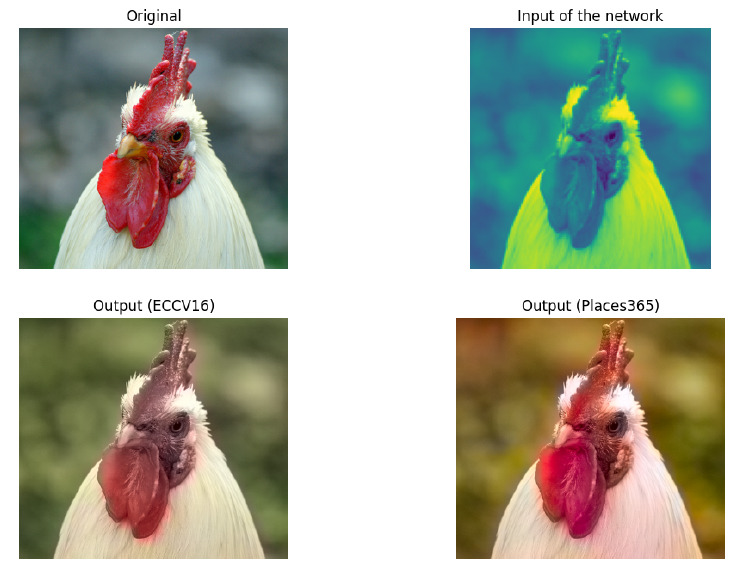 Original
Input of the network
Output (ECCV16)
Output (Places365)